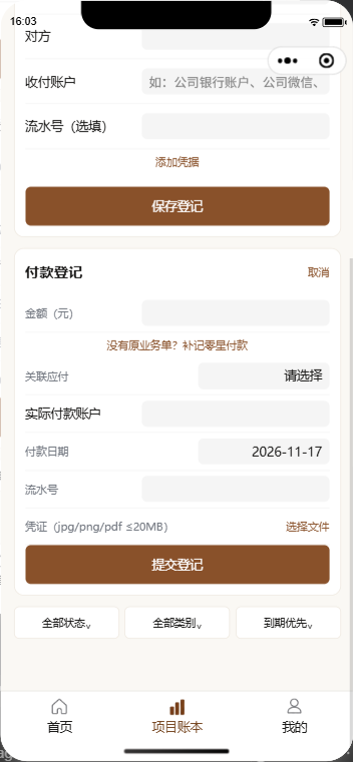 16:03
对方
收付账户 如：公司银行账户、公司微信、
流水号（选填）
添加凭据
保存登记
付款登记 取消
金额（元）
没有原业务单？补记零星付款
关联应付 请选择
实际付款账户
付款日期 2026-11-17
流水号
凭证（jpg/png/pdf ≤20MB） 选择文件
提交登记
全部状态 全部类别 到期优先
首页 项目账本 我的